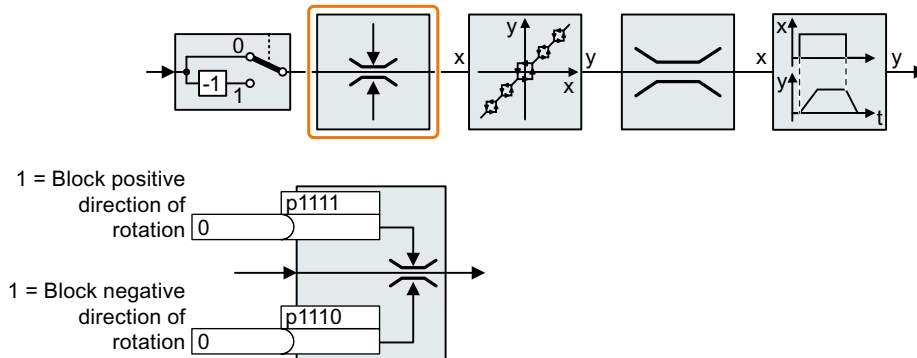 0
-1
1
x
y
x
y
x
x
y
y
t
1 = Block positive
direction of
rotation
p1111
0
1 = Block negative
direction of
rotation
p1110
0